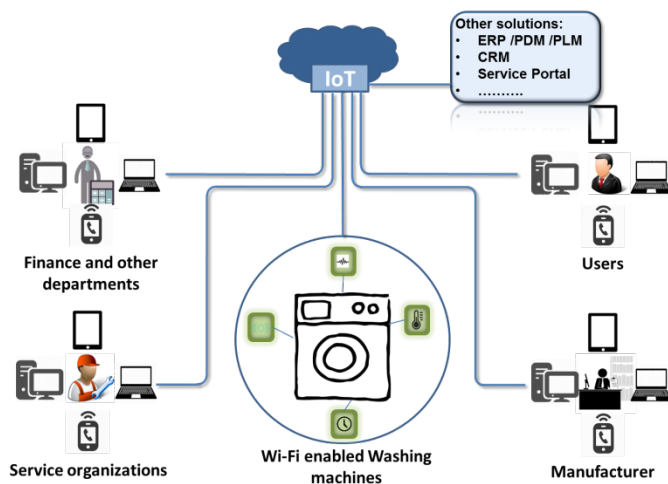 Other solutions:
• ERP /PDM /PLM
• CRM
• Service Portal
• ..........
IoT
Finance and other
departments
Users
Service organizations
Wi-Fi enabled Washing
machines
Manufacturer